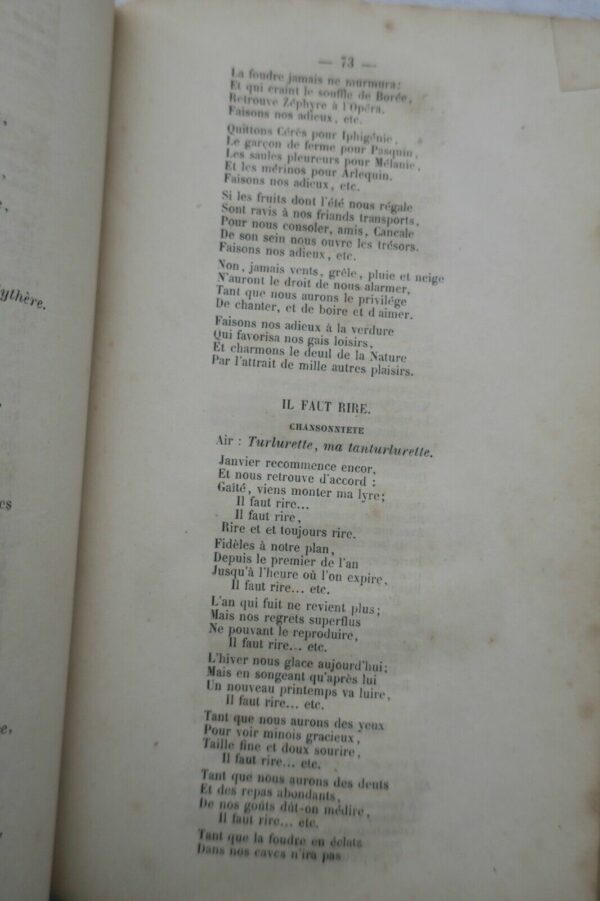 — 73 —
La foudre jamais ne murmura;
Et qui craint le souffle de Borée,
Retrouve Zéphyre à l'Opéra.
Faisons nos adieux, etc.
Quittons Cérès pour Iphigénie,
Le garçon de ferme pour Pasquin,
Les saules pleureurs pour Mélanie,
Et les mérinos pour Arlequin.
Faisons nos adieux, etc.
Si les fruits dont l'été nous régale
Sont ravis à nos friands transports,
Pour nous consoler, amis, Cancale
De son sein nous ouvre les trésors.
Faisons nos adieux, etc.
Non, jamais vents, grêle, pluie et neige
N'auront le droit de nous alarmer,
Tant que nous aurons le privilége
De chanter, et de boire et d'aimer.
Faisons nos adieux à la verdure
Qui favorisa nos gais loisirs,
Et charmons le deuil de la Nature
Par l'attrait de mille autres plaisirs.
IL FAUT RIRE.
CHANSONNTETE
Air : Turlurette, ma tanturlurette.
Janvier recommence encor,
Et nous retrouve d'accord :
Gaîté, viens monter ma lyre;
Il faut rire...
Il faut rire,
Rire et et toujours rire.
Fidèles à notre plan,
Depuis le premier de l'an
Jusqu'à l'heure où l'on expire,
Il faut rire... etc.
L'an qui fuit ne revient plus;
Mais nos regrets superflus
Ne pouvant le reproduire,
Il faut rire... etc.
L'hiver nous glace aujourd'hui;
Mais en songeant qu'après lui
Un nouveau printemps va luire,
Il faut rire... etc.
Tant que nous aurons des yeux
Pour voir minois gracieux,
Taille fine et doux sourire,
Il faut rire... etc.
Tant que nous aurons des dents
Et des repas abondants,
De nos goûts dût-on médire,
Il faut rire... etc.
Tant que la foudre en éclats
Dans nos caves n'ira pas
ythère.
es
e,